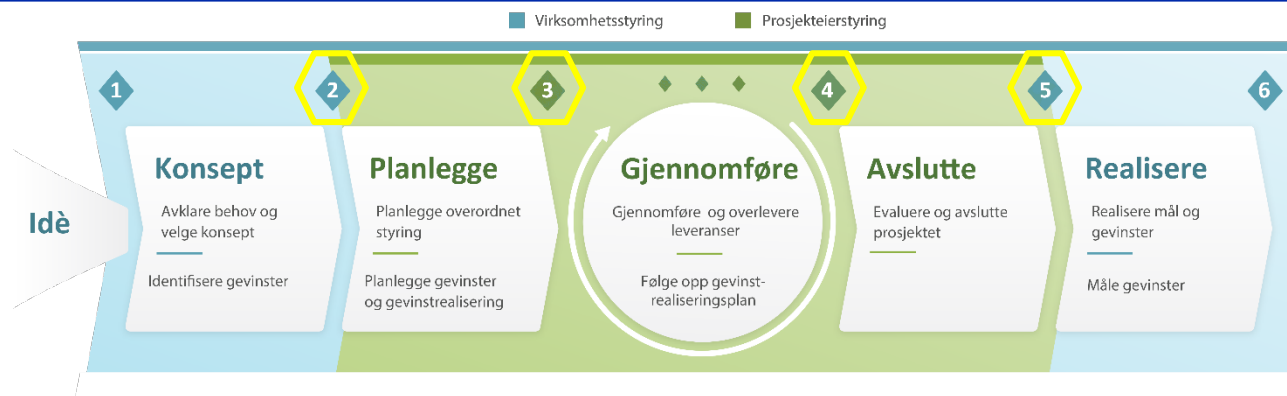 Virksomhetsstyring
Prosjekteierstyring
1
2
3
4
5
6
Idè
Konsept
Avklare behov og
velge konsept
Identifisere gevinster
Planlegge
Planlegge overordnet
styring
Planlegge gevinster
og gevinstrealisering
Gjennomføre
Gjennomføre og overlevere
leveranser
Følge opp gevinst-
realiseringsplan
Avslutte
Evaluere og avslutte
prosjektet
Realisere
Realisere mål og
gevinster
Måle gevinster